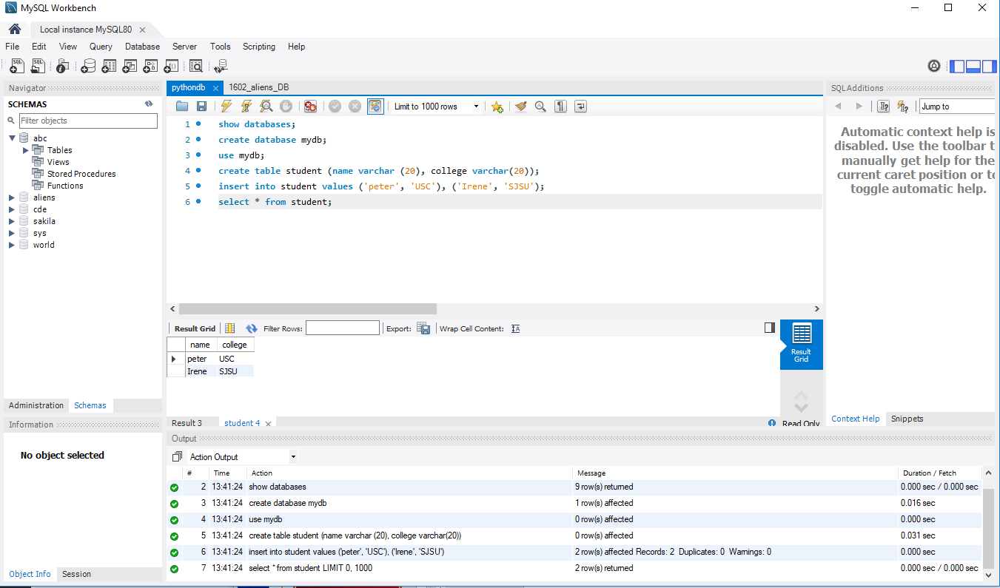 MySQL Workbench
Local instance MySQL80
File Edit View Query Database Server Tools Scripting Help
Navigator
SCHEMAS
Filter objects
abc
Tables
Views
Stored Procedures
Functions
aliens
cde
sakila
sys
world
Administration Schemas
Information
No object selected
Object Info Session
pythondb 1602_aliens_DB
Limit to 1000 rows
1 show databases;
2 create database mydb;
3 use mydb;
4 create table student (name varchar (20), college varchar(20));
5 insert into student values ('peter', 'USC'), ('Irene', 'SJSU');
6 select * from student;
Result Grid Filter Rows: Export: Wrap Cell Content:
name college
peter USC
Irene SJSU
Result
Grid
Result 3 student 4 Read Only
SQLAdditions
Jump to
Automatic context help is
disabled. Use the toolbar t
manually get help for the
current caret position or to
toggle automatic help.
Context Help Snippets
Output
Action Output
# Time Action Message Duration / Fetch
2 13:41:24 show databases 9 row(s) returned 0.000 sec / 0.000 sec
3 13:41:24 create database mydb 1 row(s) affected 0.016 sec
4 13:41:24 use mydb 0 row(s) affected 0.000 sec
5 13:41:24 create table student (name varchar (20), college varchar(20)) 0 row(s) affected 0.031 sec
6 13:41:24 insert into student values ('peter', 'USC'), ('Irene', 'SJSU') 2 row(s) affected Records: 2 Duplicates: 0 Warnings: 0 0.000 sec
7 13:41:24 select * from student LIMIT 0, 1000 2 row(s) returned 0.000 sec / 0.000 sec